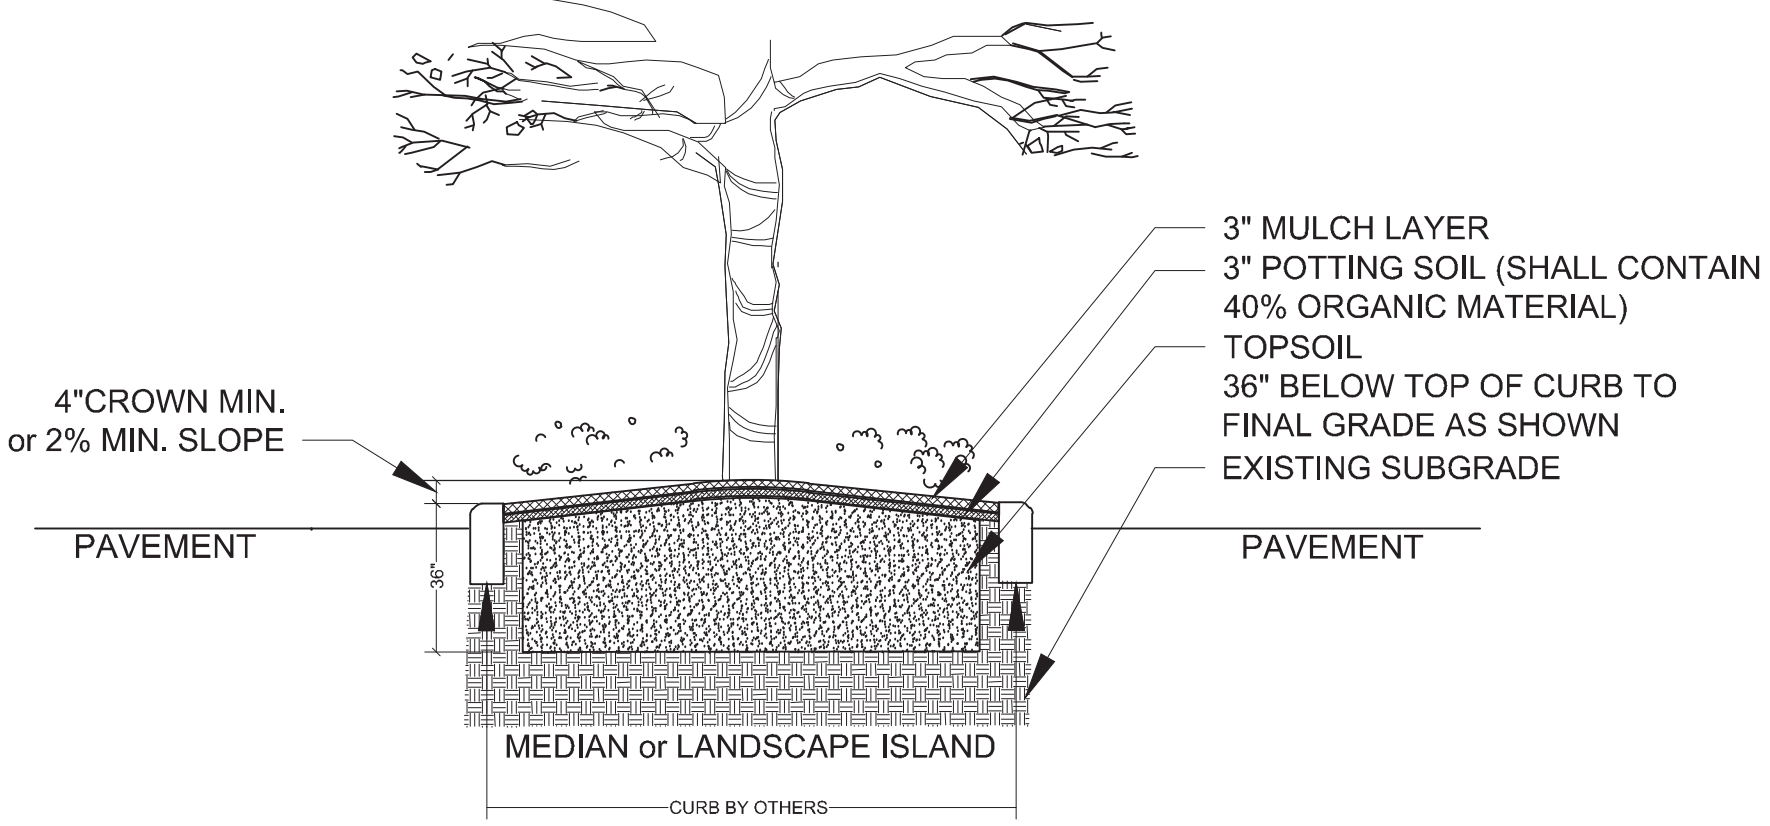 3" MULCH LAYER
3" POTTING SOIL (SHALL CONTAIN
40% ORGANIC MATERIAL)
TOPSOIL
36" BELOW TOP OF CURB TO
FINAL GRADE AS SHOWN
EXISTING SUBGRADE
4"CROWN MIN.
or 2% MIN. SLOPE
PAVEMENT
36"
PAVEMENT
MEDIAN or LANDSCAPE ISLAND
CURB BY OTHERS